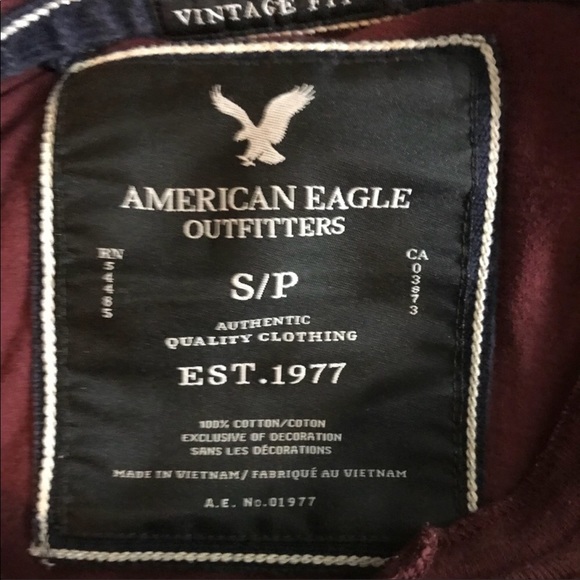 VINTAGE FIT
AMERICAN EAGLE
OUTFITTERS
RN 54485
CA 03873
S/P
AUTHENTIC
QUALITY CLOTHING
EST.1977
100% COTTON/COTON
EXCLUSIVE OF DECORATION
SANS LES DÉCORATIONS
MADE IN VIETNAM/FABRIQUÉ AU VIETNAM
A.E. No.01977